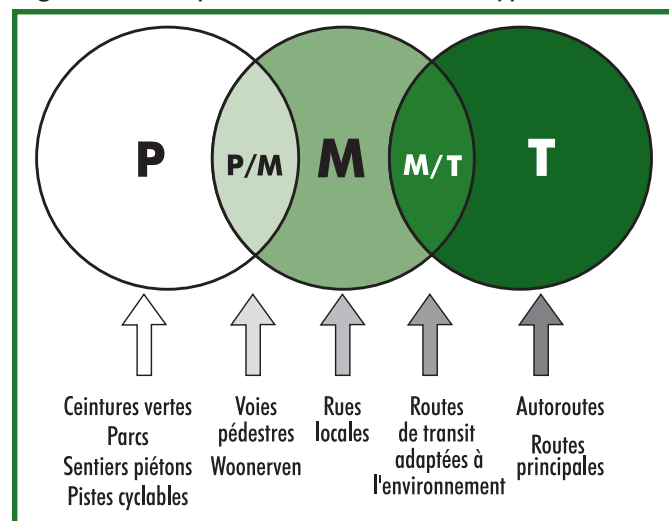 P
P/M
M
M/T
T
Ceintures vertes
Parcs
Sentiers piétons
Pistes cyclables
Voies
pédestres
Woonerven
Rues
locales
Routes
de transit
adaptées à
l'environnement
Autoroutes
Routes
principales